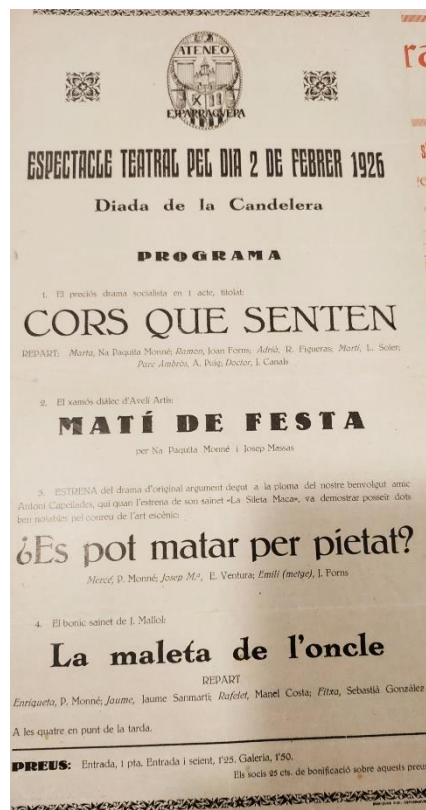 ATENEO
ESPARRAGUERA
ESPECTACLE TEATRAL PEL DIA 2 DE FEBRER 1926
Diada de la Candelera
PROGRAMA
1. El preciós drama socialista en 1 acte, titolat:
CORS QUE SENTEN
REPART: Marta, Na Paquita Monné; Ramon, Joan Forns; Adrià, R. Figueras; Martí, L. Soler;
Pare Ambròs, A. Puig; Doctor, J. Canals
2. El xamós diàlec d'Avelí Artís:
MATÍ DE FESTA
per Na Paquita Monné i Josep Massas
3. ESTRENA del drama d'original argument degut a la ploma del nostre benvolgut amic
Antoni Capellades, qui quan l'estrena de son sainet «La Sileta Maca», va demostrar posseir dots
ben notables pel conreu de l'art escènic:
¿Es pot matar per pietat?
Mercé, P. Monné; Josep M.ª, E. Ventura; Emili (metge), J. Forns
4. El bonic sainet de J. Mallol:
La maleta de l'oncle
REPART
Enriqueta, P. Monné; Jaume, Jaume Sanmartí; Rafelet, Manel Costa; Fitxa, Sebastià González
A les quatre en punt de la tarda.
PREUS: Entrada, 1 pta. Entrada i seient, 1'25. Galeria, 1'50.
Els socis 25 cts. de bonificació sobre aquests preus